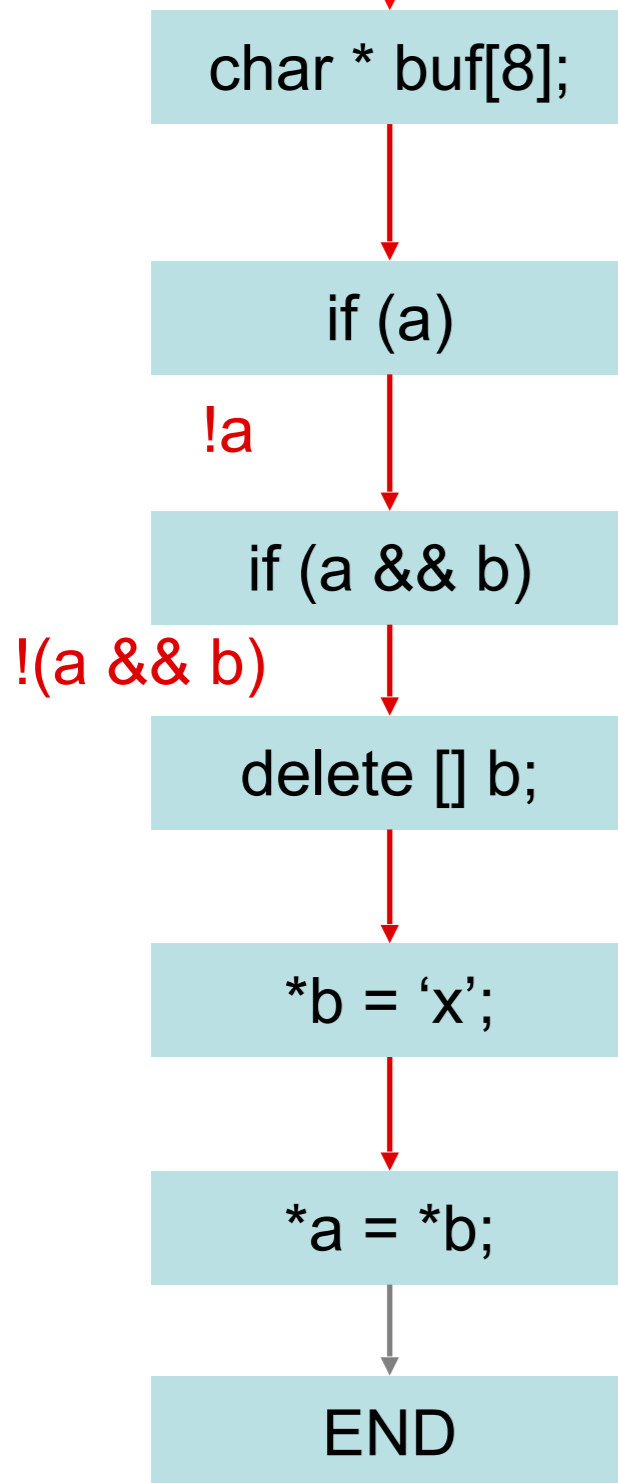 char * buf[8];
if (a)
!a
if (a && b)
!(a && b)
delete [] b;
*b = ‘x’;
*a = *b;
END